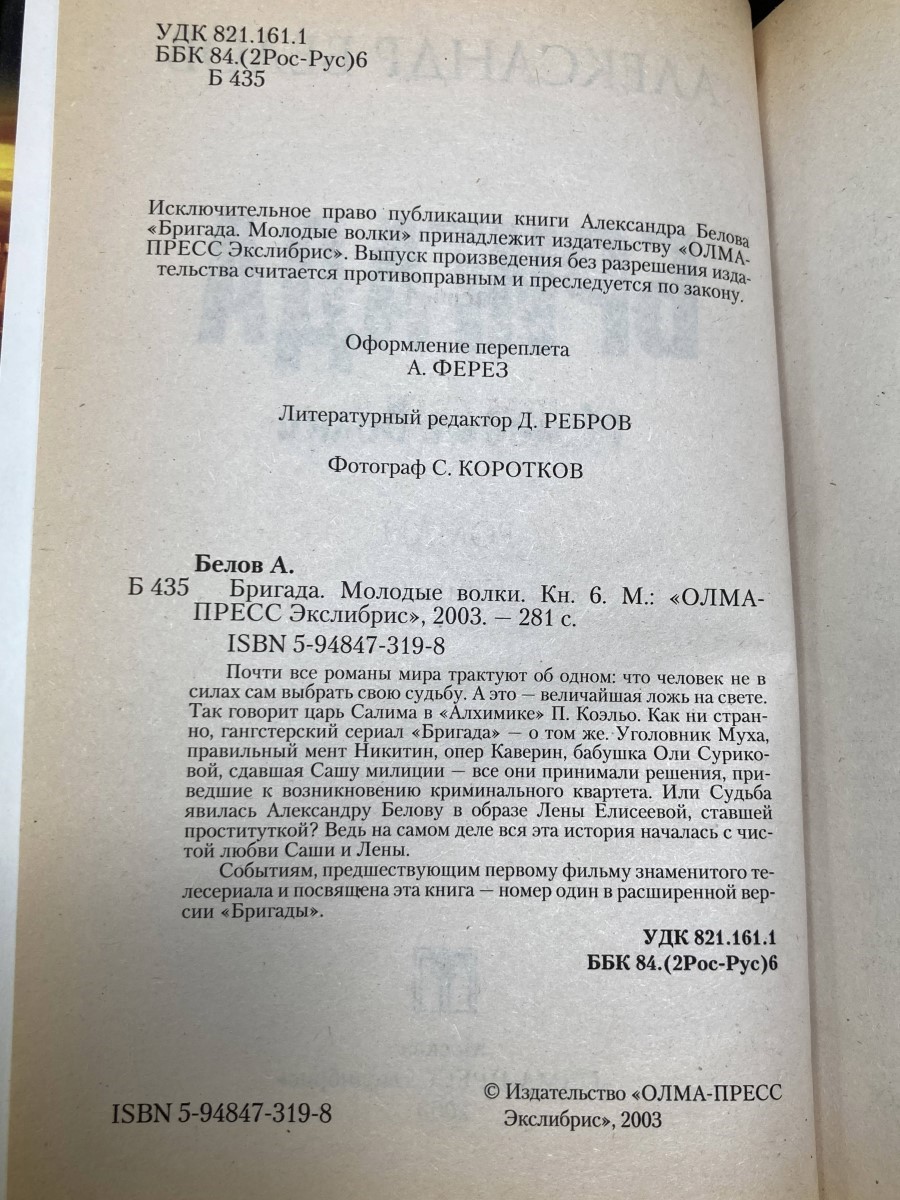 УДК 821.161.1
ББК 84.(2Рос-Рус)6
Б 435
Исключительное право публикации книги Александра Белова
«Бригада. Молодые волки» принадлежит издательству «ОЛМА-
ПРЕСС Экслибрис». Выпуск произведения без разрешения изда-
тельства считается противоправным и преследуется по закону.
Оформление переплета
А. ФЕРЕЗ
Литературный редактор Д. РЕБРОВ
Фотограф С. КОРОТКОВ
Белов А.
Б 435 Бригада. Молодые волки. Кн. 6. М.: «ОЛМА-
ПРЕСС Экслибрис», 2003. — 281 с.
ISBN 5-94847-319-8
Почти все романы мира трактуют об одном: что человек не в
силах сам выбрать свою судьбу. А это — величайшая ложь на свете.
Так говорит царь Салима в «Алхимике» П. Коэльо. Как ни стран-
но, гангстерский сериал «Бригада» — о том же. Уголовник Муха,
правильный мент Никитин, опер Каверин, бабушка Оли Сурико-
вой, сдавшая Сашу милиции — все они принимали решения, при-
ведшие к возникновению криминального квартета. Или Судьба
явилась Александру Белову в образе Лены Елисеевой, ставшей
проституткой? Ведь на самом деле вся эта история началась с чис-
той любви Саши и Лены.
Событиям, предшествующим первому фильму знаменитого те-
лесериала и посвящена эта книга — номер один в расширенной вер-
сии «Бригады».
УДК 821.161.1
ББК 84.(2Рос-Рус)6
© Издательство «ОЛМА-ПРЕСС
ISBN 5-94847-319-8 Экслибрис», 2003